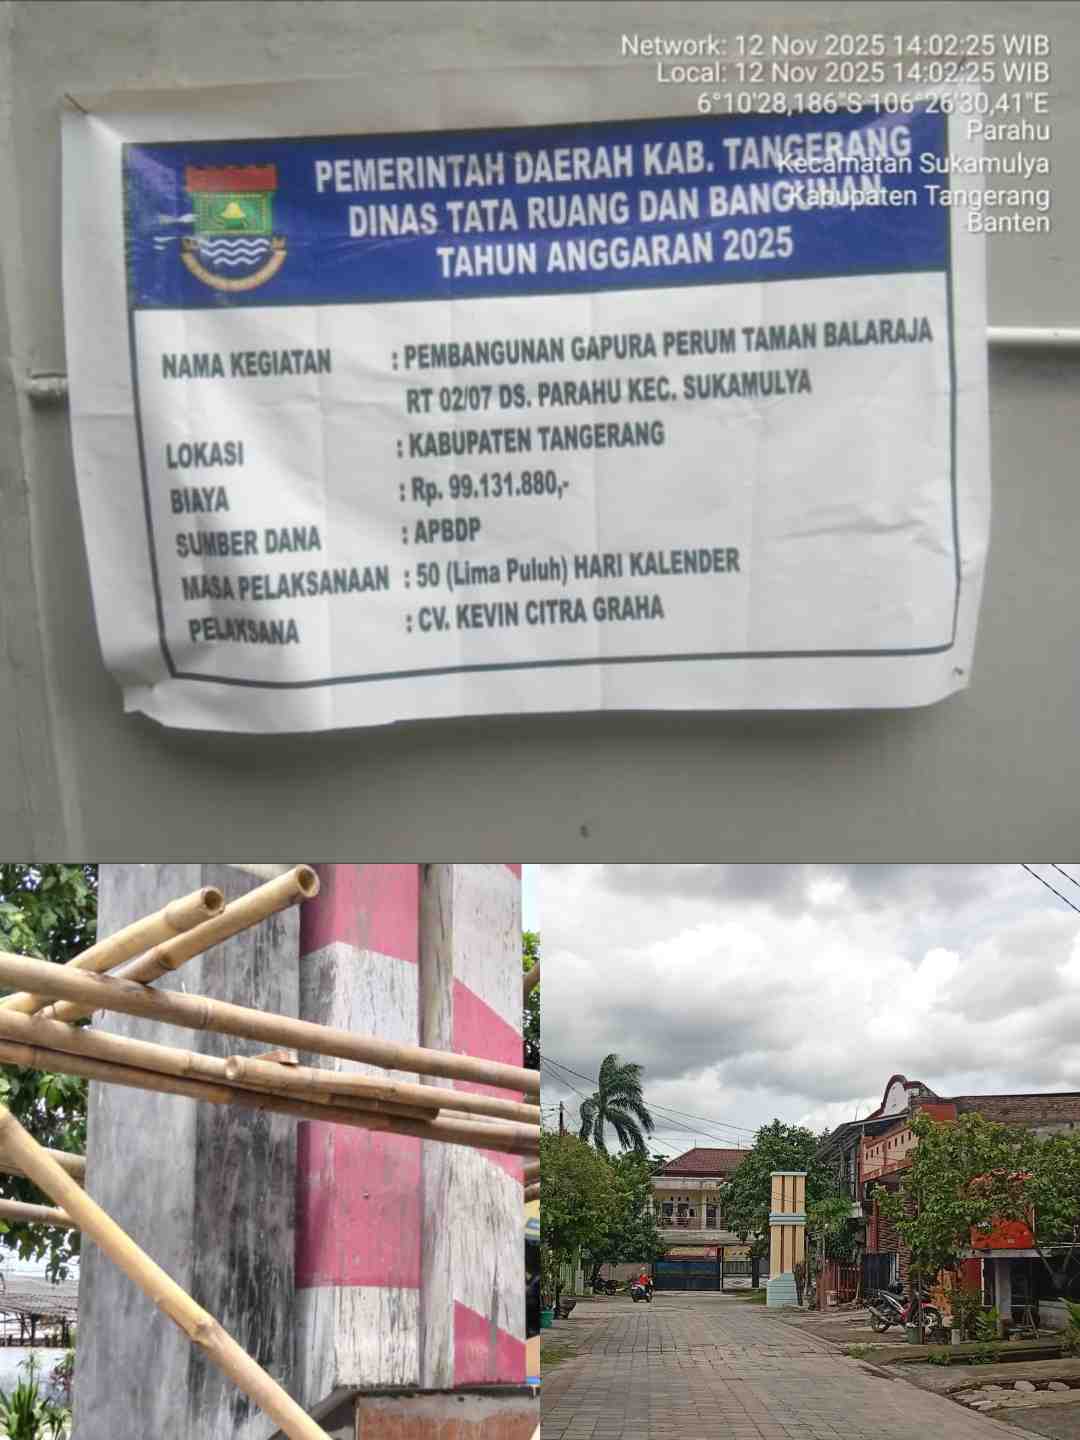 Network: 12 Nov 2025 14:02:25 WIB
Local: 12 Nov 2025 14:02:25 WIB
6°10'28,186"S 106°26'30,41"E
Parahu
Kecamatan Sukamulya
Kabupaten Tangerang
Banten
PEMERINTAH DAERAH KAB. TANGERANG
DINAS TATA RUANG DAN BANGUNAN
TAHUN ANGGARAN 2025
NAMA KEGIATAN : PEMBANGUNAN GAPURA PERUM TAMAN BALARAJA
RT 02/07 DS. PARAHU KEC. SUKAMULYA
LOKASI : KABUPATEN TANGERANG
BIAYA : Rp. 99.131.880,-
SUMBER DANA : APBDP
MASA PELAKSANAAN : 50 (Lima Puluh) HARI KALENDER
PELAKSANA : CV. KEVIN CITRA GRAHA